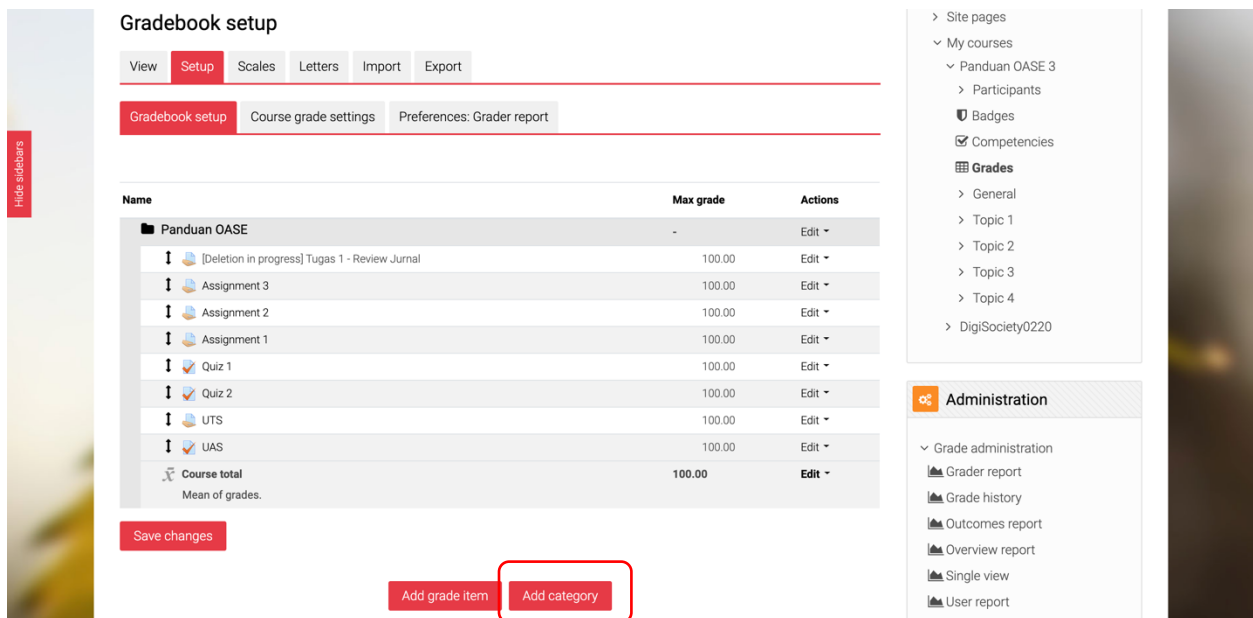 Gradebook setup
View Setup Scales Letters Import Export
Gradebook setup Course grade settings Preferences: Grader report
Hide sidebars
Name Max grade Actions
Panduan OASE - Edit
[Deletion in progress] Tugas 1 - Review Jurnal 100.00 Edit
Assignment 3 100.00 Edit
Assignment 2 100.00 Edit
Assignment 1 100.00 Edit
Quiz 1 100.00 Edit
Quiz 2 100.00 Edit
UTS 100.00 Edit
UAS 100.00 Edit
Course total 100.00 Edit
Mean of grades.
Save changes
Add grade item Add category
Site pages
My courses
Panduan OASE 3
Participants
Badges
Competencies
Grades
General
Topic 1
Topic 2
Topic 3
Topic 4
DigiSociety0220
Administration
Grade administration
Grader report
Grade history
Outcomes report
Overview report
Single view
User report